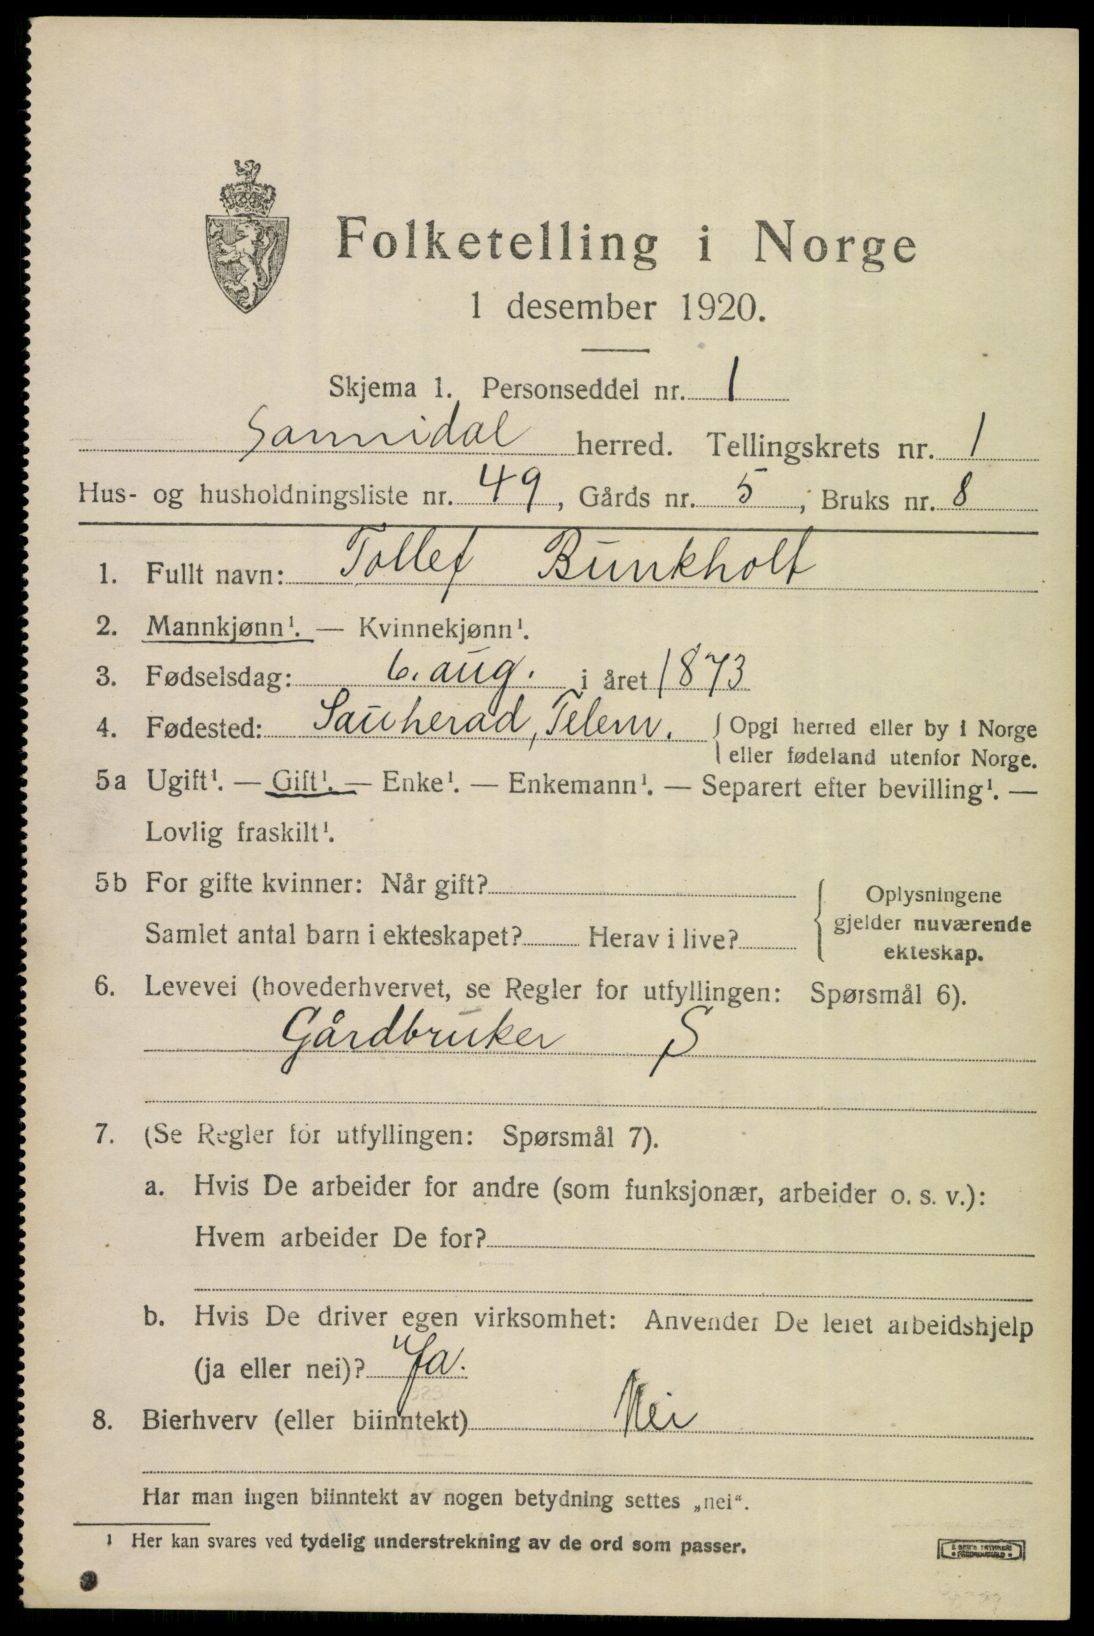 Folketelling i Norge
1 desember 1920.
Skjema 1. Personseddel nr. 1
Sannidal herred. Tellingskrets nr. 1
Hus- og husholdningsliste nr. 49, Gårds nr. 5, Bruks nr. 8
1. Fullt navn: Tollef Bunkholt
2. Mannkjønn¹. — Kvinnekjønn¹.
3. Fødselsdag: 6. aug. i året 1873
4. Fødested: Sauherad, Telem. Opgi herred eller by i Norge
eller fødeland utenfor Norge.
5a Ugift¹. — Gift¹. — Enke¹. — Enkemann¹. — Separert efter bevilling¹. —
Lovlig fraskilt¹.
5b For gifte kvinner: Når gift?
Samlet antal barn i ekteskapet? Herav i live?
Oplysningene
gjelder nuværende
ekteskap.
6. Levevei (hovederhvervet, se Regler for utfyllingen: Spørsmål 6).
Gårdbruker S
7. (Se Regler for utfyllingen: Spørsmål 7).
a. Hvis De arbeider for andre (som funksjonær, arbeider o. s. v.):
Hvem arbeider De for?
b. Hvis De driver egen virksomhet: Anvender De leiet arbeidshjelp
(ja eller nei)? "Ja.
8. Bierhverv (eller biinntekt) Nei
Har man ingen biinntekt av nogen betydning settes „nei“.
¹ Her kan svares ved tydelig understrekning av de ord som passer.